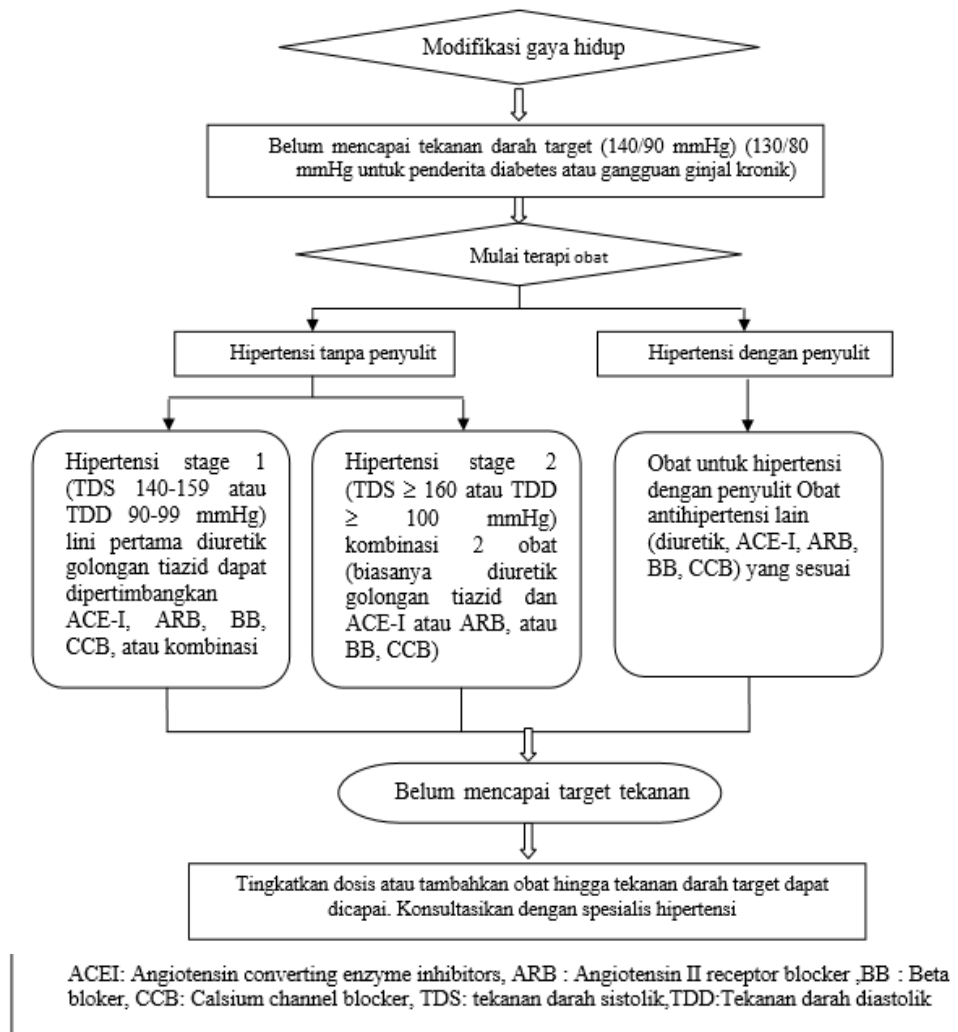 Modifikasi gaya hidup
Belum mencapai tekanan darah target (140/90 mmHg) (130/80
mmHg untuk penderita diabetes atau gangguan ginjal kronik)
Mulai terapi obat
Hipertensi tanpa penyulit
Hipertensi dengan penyulit
Hipertensi stage 1
(TDS 140-159 atau
TDD 90-99 mmHg)
lini pertama diuretik
golongan tiazid dapat
dipertimbangkan
ACE-I, ARB, BB,
CCB, atau kombinasi
Hipertensi stage 2
(TDS ≥ 160 atau TDD
≥ 100 mmHg)
kombinasi 2 obat
(biasanya diuretik
golongan tiazid dan
ACE-I atau ARB, atau
BB, CCB)
Obat untuk hipertensi
dengan penyulit Obat
antihipertensi lain
(diuretik, ACE-I, ARB,
BB, CCB) yang sesuai
Belum mencapai target tekanan
Tingkatkan dosis atau tambahkan obat hingga tekanan darah target dapat
dicapai. Konsultasikan dengan spesialis hipertensi
ACEI: Angiotensin converting enzyme inhibitors, ARB : Angiotensin II receptor blocker ,BB : Beta
bloker, CCB: Calsium channel blocker, TDS: tekanan darah sistolik,TDD:Tekanan darah diastolik